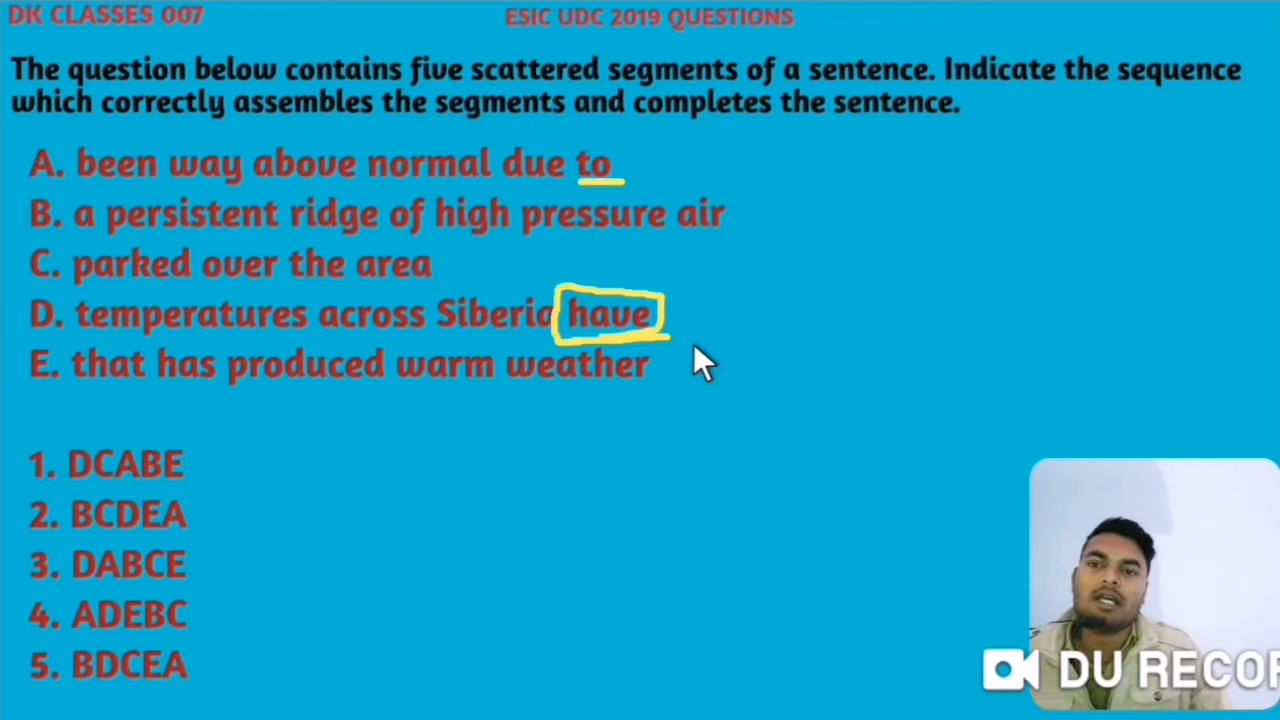 DK CLASSES 007
ESIC UDC 2019 QUESTIONS
The question below contains five scattered segments of a sentence. Indicate the sequence
which correctly assembles the segments and completes the sentence.
A. been way above normal due to
B. a persistent ridge of high pressure air
C. parked over the area
D. temperatures across Siberia have
E. that has produced warm weather
1. DCABE
2. BCDEA
3. DABCE
4. ADEBC
5. BDCEA
DU RECOR